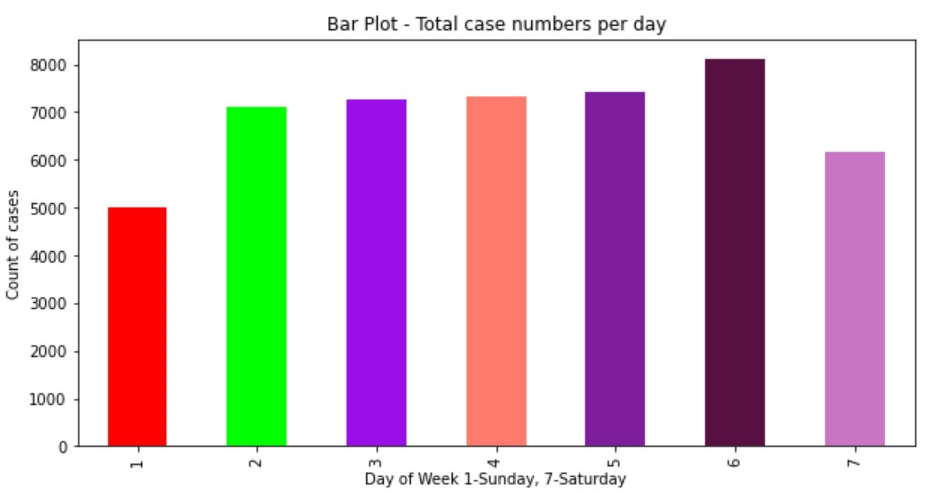 Bar Plot - Total case numbers per day
Count of cases
8000
7000
6000
5000
4000
3000
2000
1000
0
1 2 3 4 5 6 7
Day of Week 1-Sunday, 7-Saturday